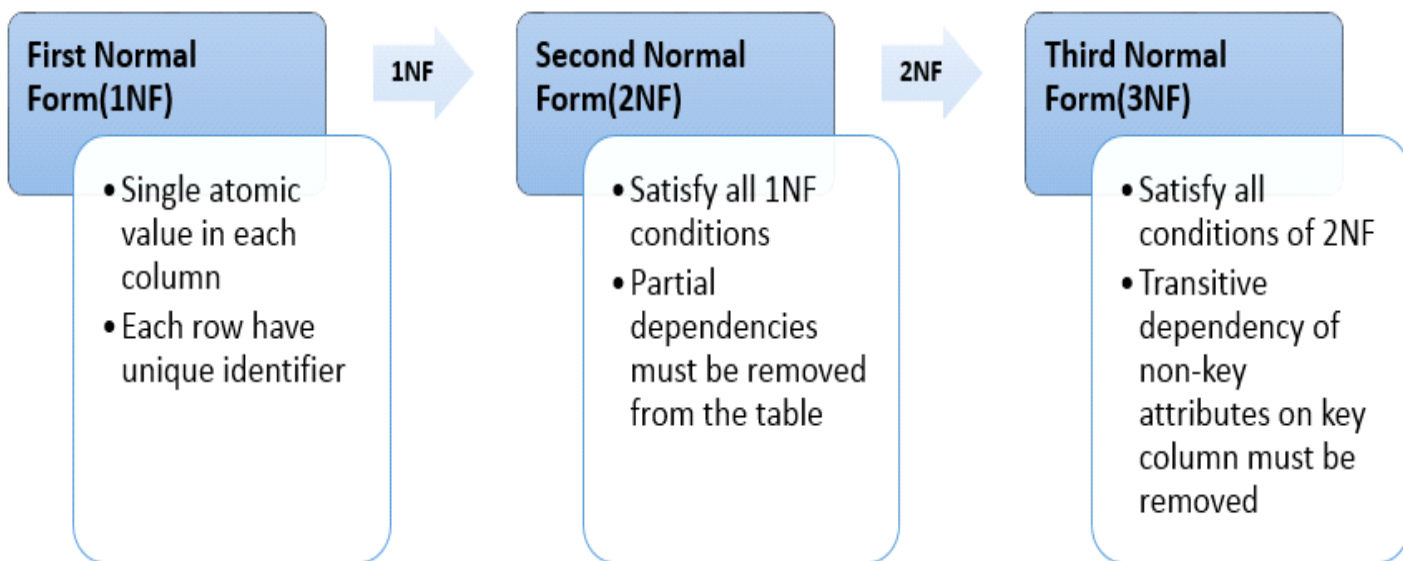 First Normal
Form(1NF)
• Single atomic
value in each
column
• Each row have
unique identifier
1NF
Second Normal
Form(2NF)
• Satisfy all 1NF
conditions
• Partial
dependencies
must be removed
from the table
2NF
Third Normal
Form(3NF)
• Satisfy all
conditions of 2NF
• Transitive
dependency of
non-key
attributes on key
column must be
removed